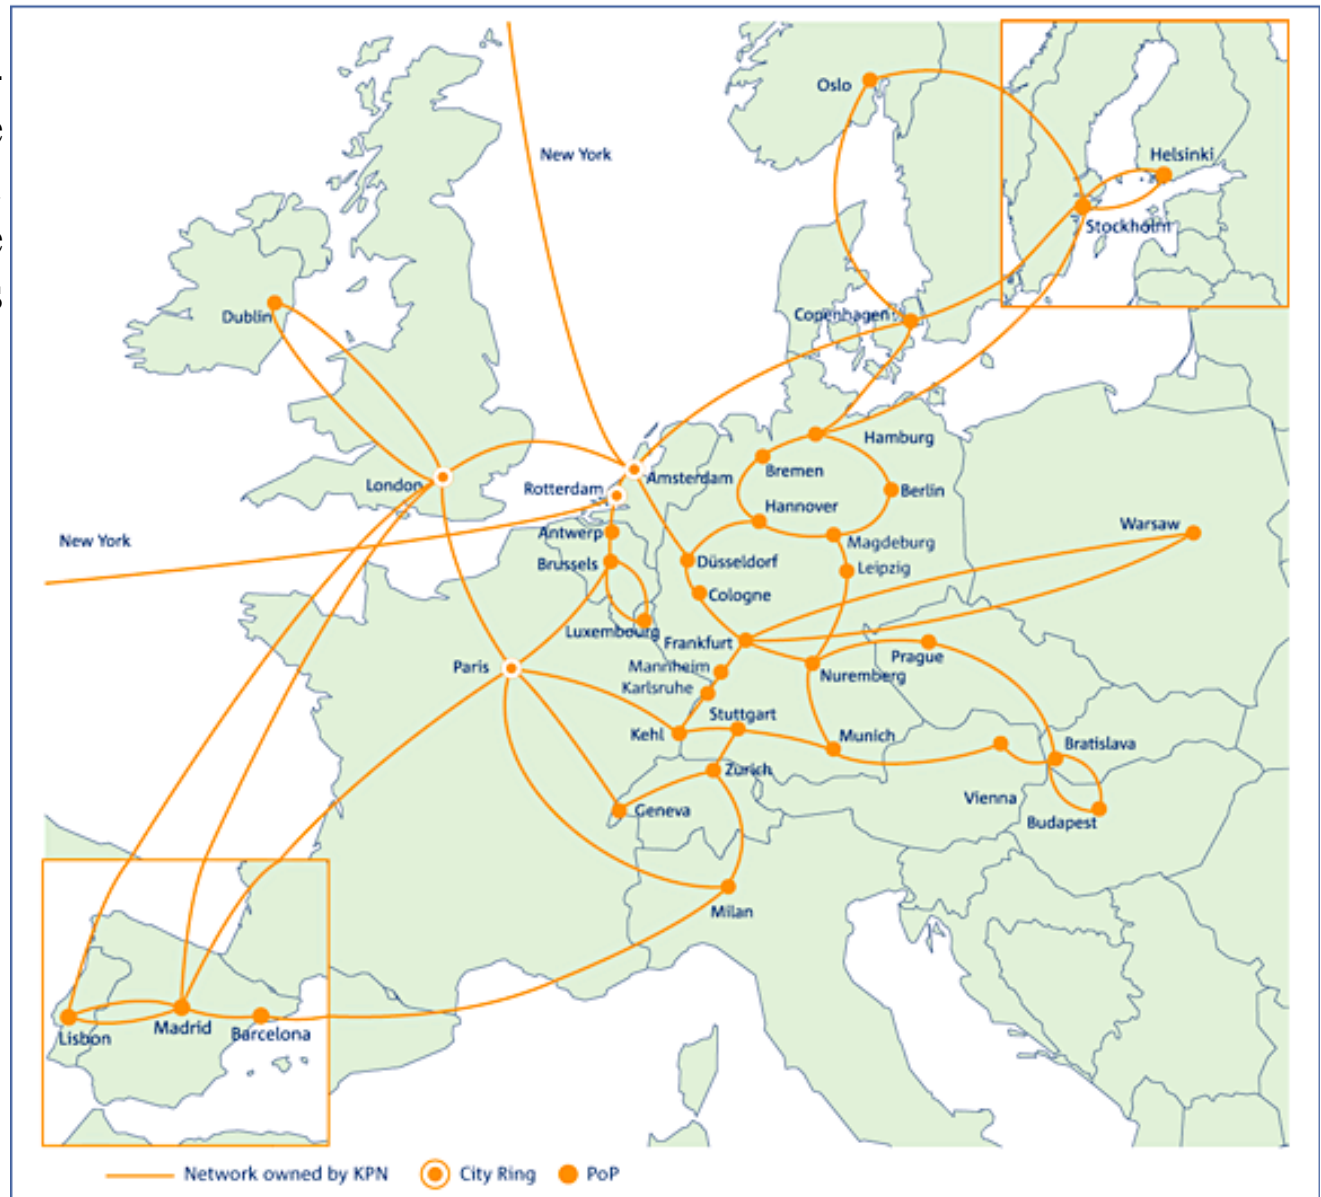 Oslo
New York
Helsinki
Stockholm
Dublin
Copenhagen
Hamburg
Bremen
London
Amsterdam
Rotterdam
Berlin
Hannover
Warsaw
New York
Antwerp
Magdeburg
Brussels
Düsseldorf
Leipzig
Cologne
Luxembourg
Frankfurt
Prague
Paris
Mannheim
Nuremberg
Karlsruhe
Stuttgart
Kehl
Munich
Bratislava
Zurich
Vienna
Geneva
Budapest
Milan
Madrid
Lisbon
Barcelona
Network owned by KPN
City Ring
PoP